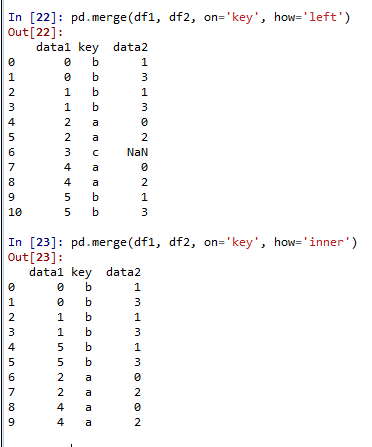 In [22]: pd.merge(df1, df2, on='key', how='left')
Out[22]:
    data1 key  data2
0       0   b      1
1       0   b      3
2       1   b      1
3       1   b      3
4       2   a      0
5       2   a      2
6       3   c    NaN
7       4   a      0
8       4   a      2
9       5   b      1
10      5   b      3
In [23]: pd.merge(df1, df2, on='key', how='inner')
Out[23]:
   data1 key  data2
0      0   b      1
1      0   b      3
2      1   b      1
3      1   b      3
4      5   b      1
5      5   b      3
6      2   a      0
7      2   a      2
8      4   a      0
9      4   a      2